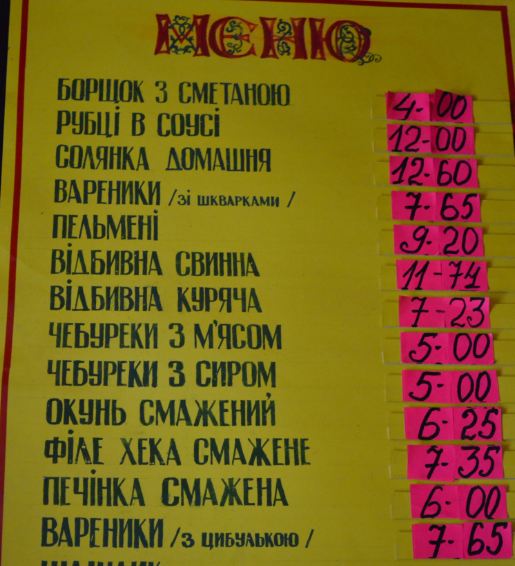 МЕНЮ
БОРЩОК З СМЕТАНОЮ 4-00
РУБЦІ В СОУСІ 12-00
СОЛЯНКА ДОМАШНЯ 12-60
ВАРЕНИКИ /ЗІ ШКВАРКАМИ/ 7-65
ПЕЛЬМЕНІ 9-20
ВІДБИВНА СВИННА 11-74
ВІДБИВНА КУРЯЧА 7-23
ЧЕБУРЕКИ З М'ЯСОМ 5-00
ЧЕБУРЕКИ З СИРОМ 5-00
ОКУНЬ СМАЖЕНИЙ 6-25
ФІЛЕ ХЕКА СМАЖЕНЕ 7-35
ПЕЧІНКА СМАЖЕНА 6-00
ВАРЕНИКИ /З ЦИБУЛЬКОЮ/ 7-65